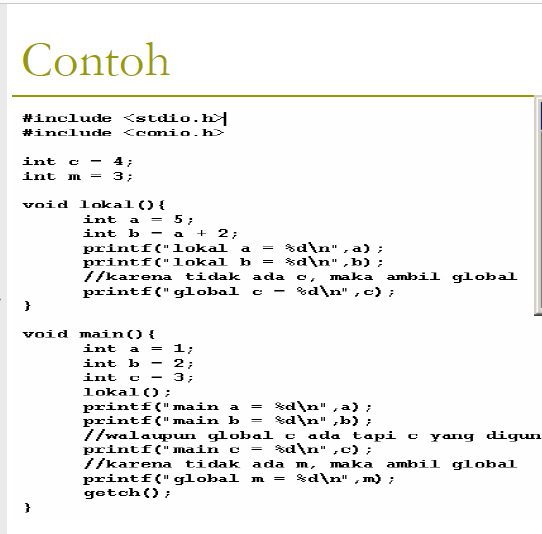 Contoh
#include <stdio.h>
#include <conio.h>
int c = 4;
int m = 3;
void lokal(){
int a = 5;
int b = a + 2;
printf("lokal a = %d\n",a);
printf("lokal b = %d\n",b);
//karena tidak ada c, maka ambil global
printf("global c = %d\n",c);
}
void main(){
int a = 1;
int b = 2;
int c = 3;
lokal();
printf("main a = %d\n",a);
printf("main b = %d\n",b);
//walaupun global c ada tapi c yang digun
printf("main c = %d\n",c);
//karena tidak ada m, maka ambil global
printf("global m = %d\n",m);
getch();
}